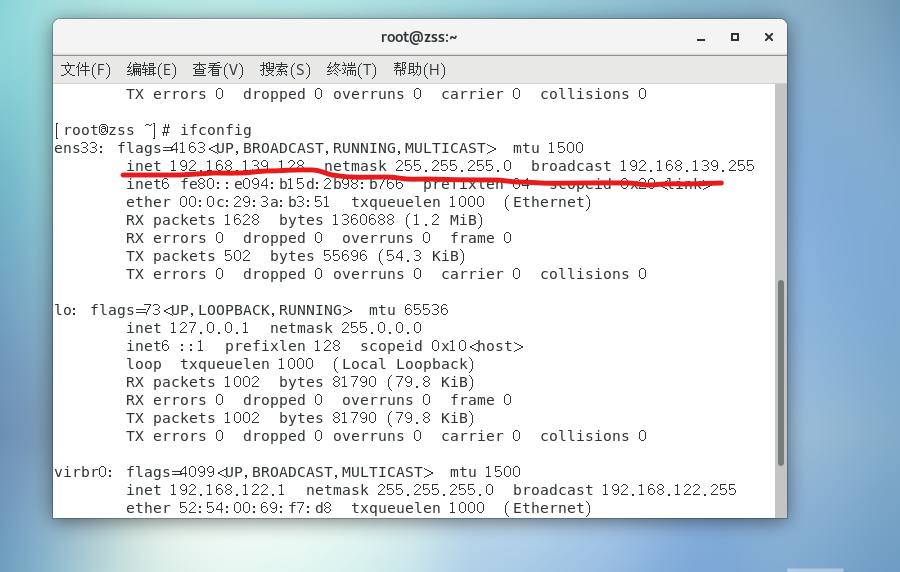 root@zss:~
文件(F) 编辑(E) 查看(V) 搜索(S) 终端(T) 帮助(H)
TX errors 0 dropped 0 overruns 0 carrier 0 collisions 0
[root@zss ~]# ifconfig
ens33: flags=4163<UP,BROADCAST,RUNNING,MULTICAST> mtu 1500
inet 192.168.139.128 netmask 255.255.255.0 broadcast 192.168.139.255
inet6 fe80::e094:b15d:2b98:b766 prefixlen 64 scopeid 0x20<link>
ether 00:0c:29:3a:b3:51 txqueuelen 1000 (Ethernet)
RX packets 1628 bytes 1360688 (1.2 MiB)
RX errors 0 dropped 0 overruns 0 frame 0
TX packets 502 bytes 55696 (54.3 KiB)
TX errors 0 dropped 0 overruns 0 carrier 0 collisions 0
lo: flags=73<UP,LOOPBACK,RUNNING> mtu 65536
inet 127.0.0.1 netmask 255.0.0.0
inet6 ::1 prefixlen 128 scopeid 0x10<host>
loop txqueuelen 1000 (Local Loopback)
RX packets 1002 bytes 81790 (79.8 KiB)
RX errors 0 dropped 0 overruns 0 frame 0
TX packets 1002 bytes 81790 (79.8 KiB)
TX errors 0 dropped 0 overruns 0 carrier 0 collisions 0
virbr0: flags=4099<UP,BROADCAST,MULTICAST> mtu 1500
inet 192.168.122.1 netmask 255.255.255.0 broadcast 192.168.122.255
ether 52:54:00:69:f7:d8 txqueuelen 1000 (Ethernet)